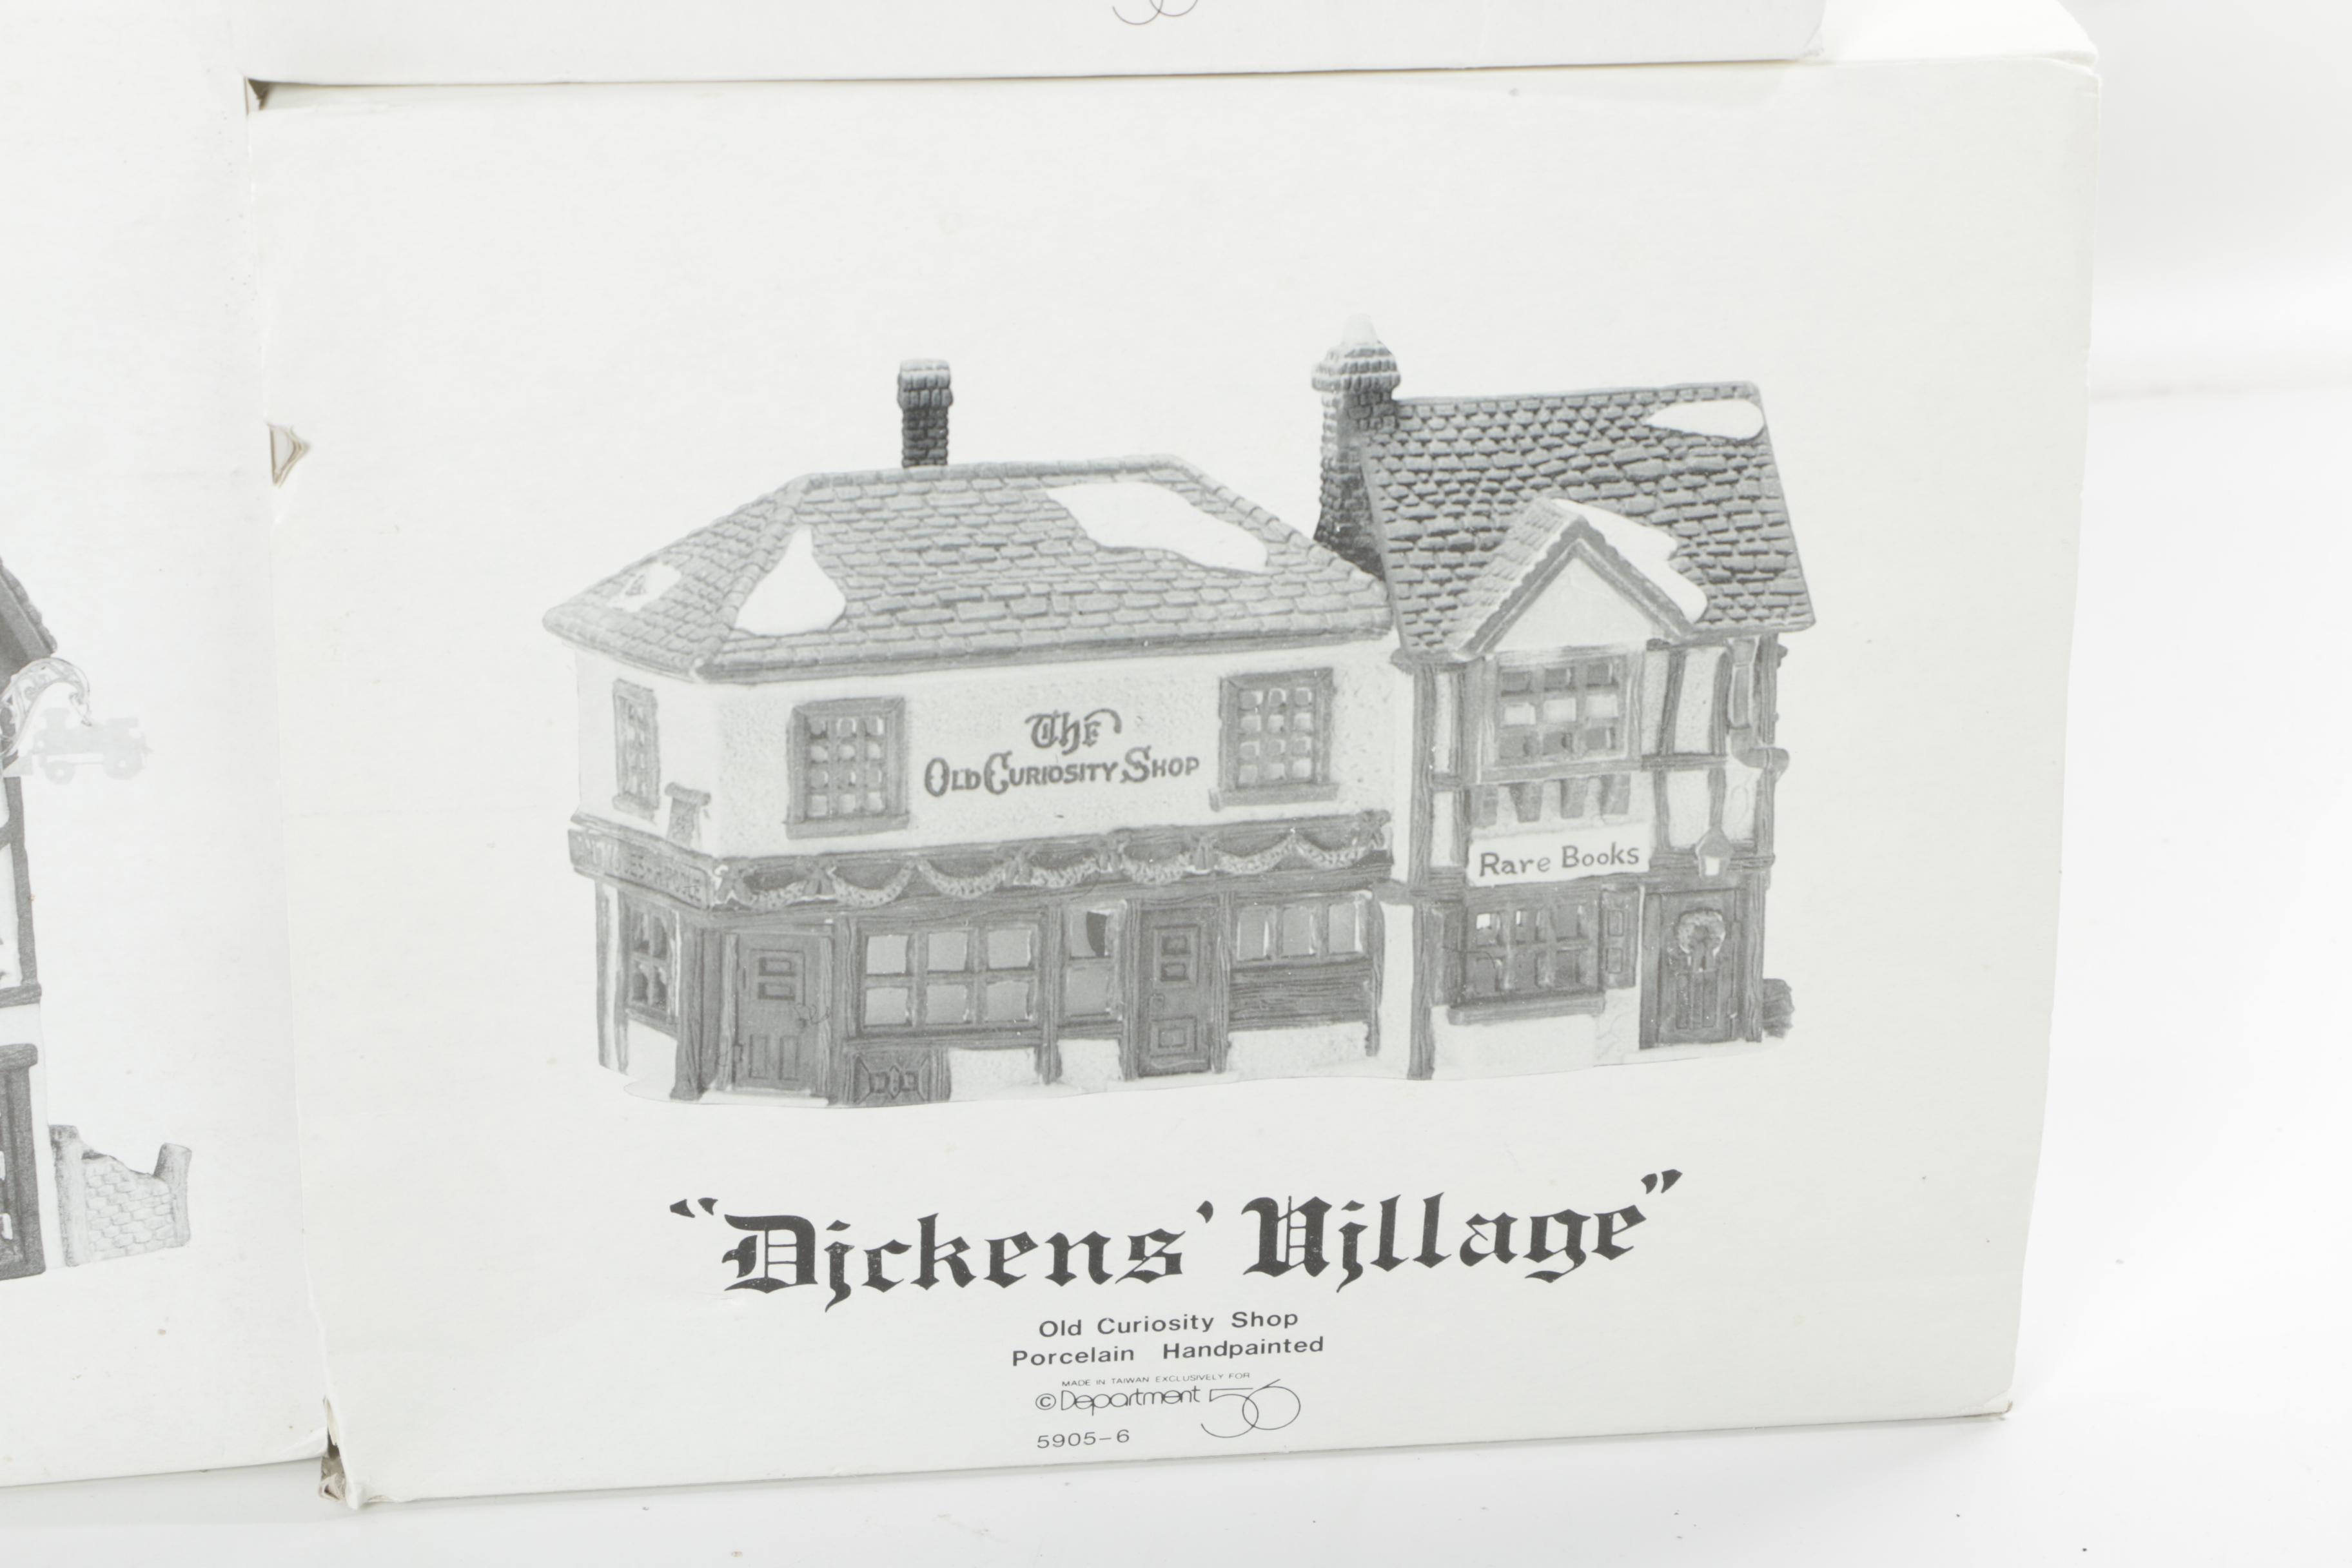 The
Old Curiosity Shop
Rare Books
"Dickens' Village"
Old Curiosity Shop
Porcelain Handpainted
MADE IN TAIWAN EXCLUSIVELY FOR
©Department 56
5905-6